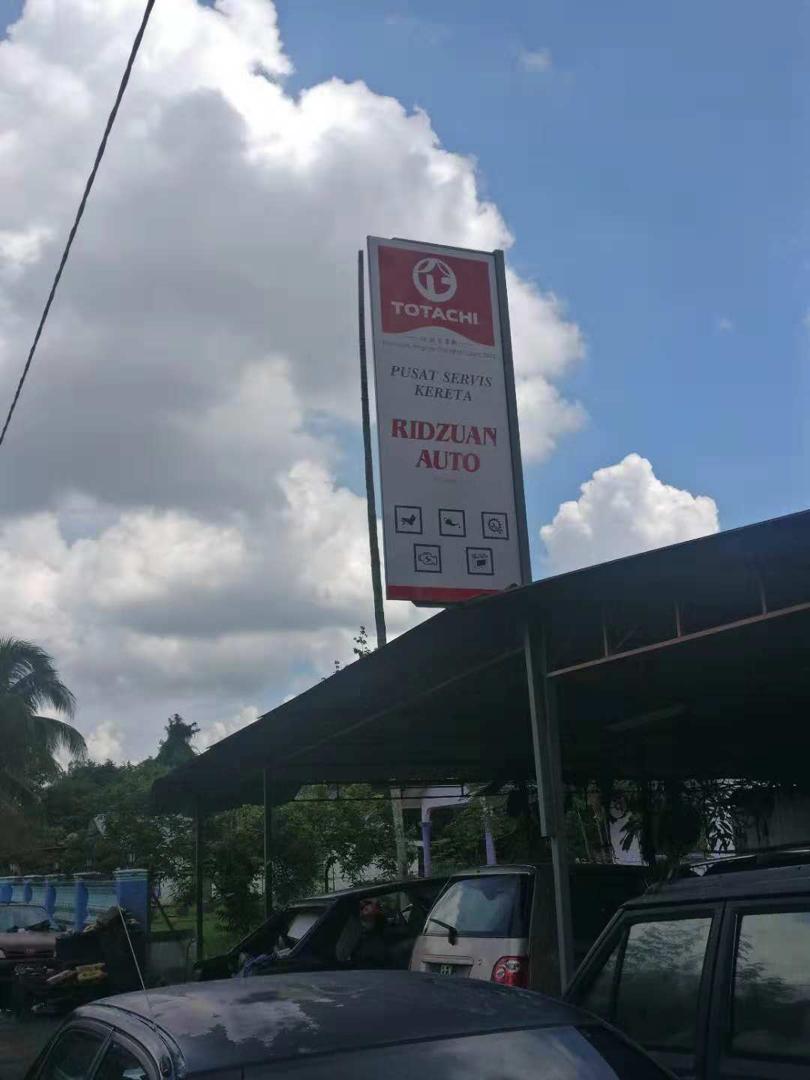 TOTACHI
PUSAT SERVIS
KERETA
RIDZUAN
AUTO